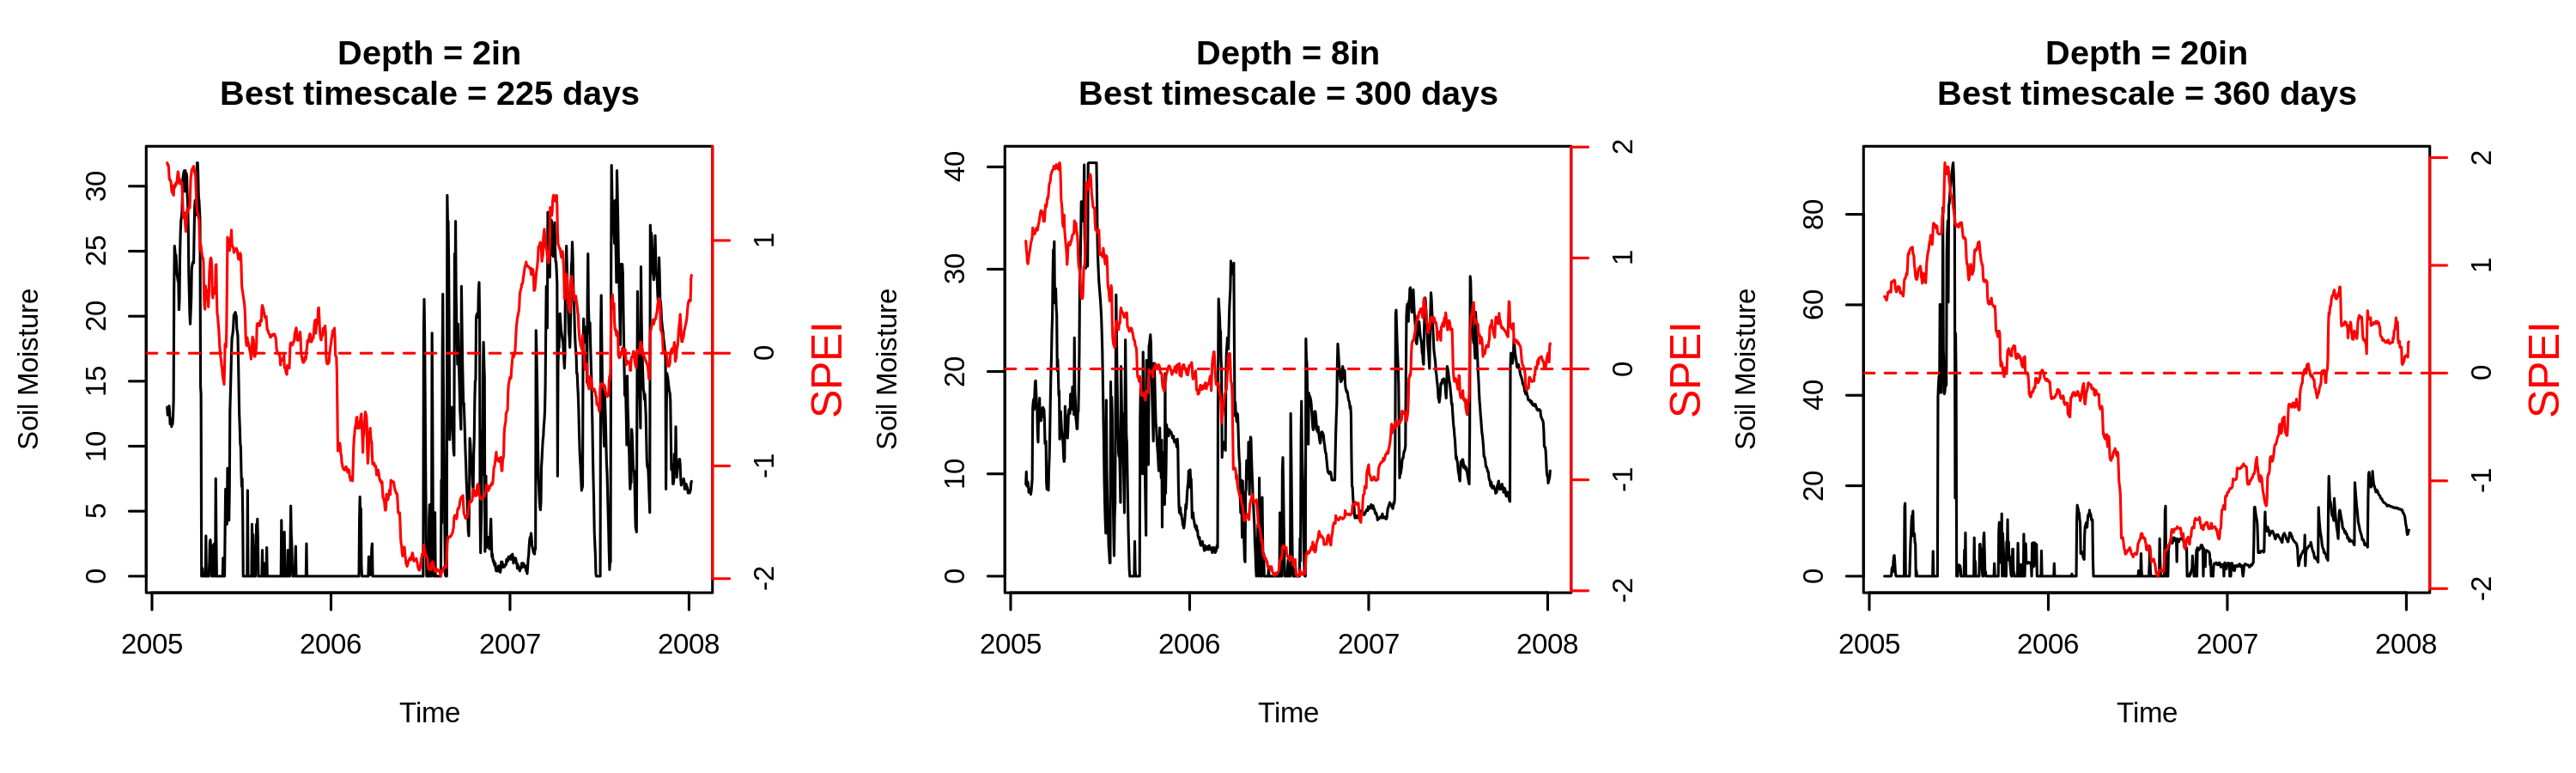 Depth = 2in
Best timescale = 225 days
Soil Moisture
0
5
10
15
20
25
30
-2
-1
0
1
SPEI
2005
2006
2007
2008
Time
Depth = 8in
Best timescale = 300 days
Soil Moisture
0
10
20
30
40
-2
-1
0
1
2
SPEI
2005
2006
2007
2008
Time
Depth = 20in
Best timescale = 360 days
Soil Moisture
0
20
40
60
80
-2
-1
0
1
2
SPEI
2005
2006
2007
2008
Time